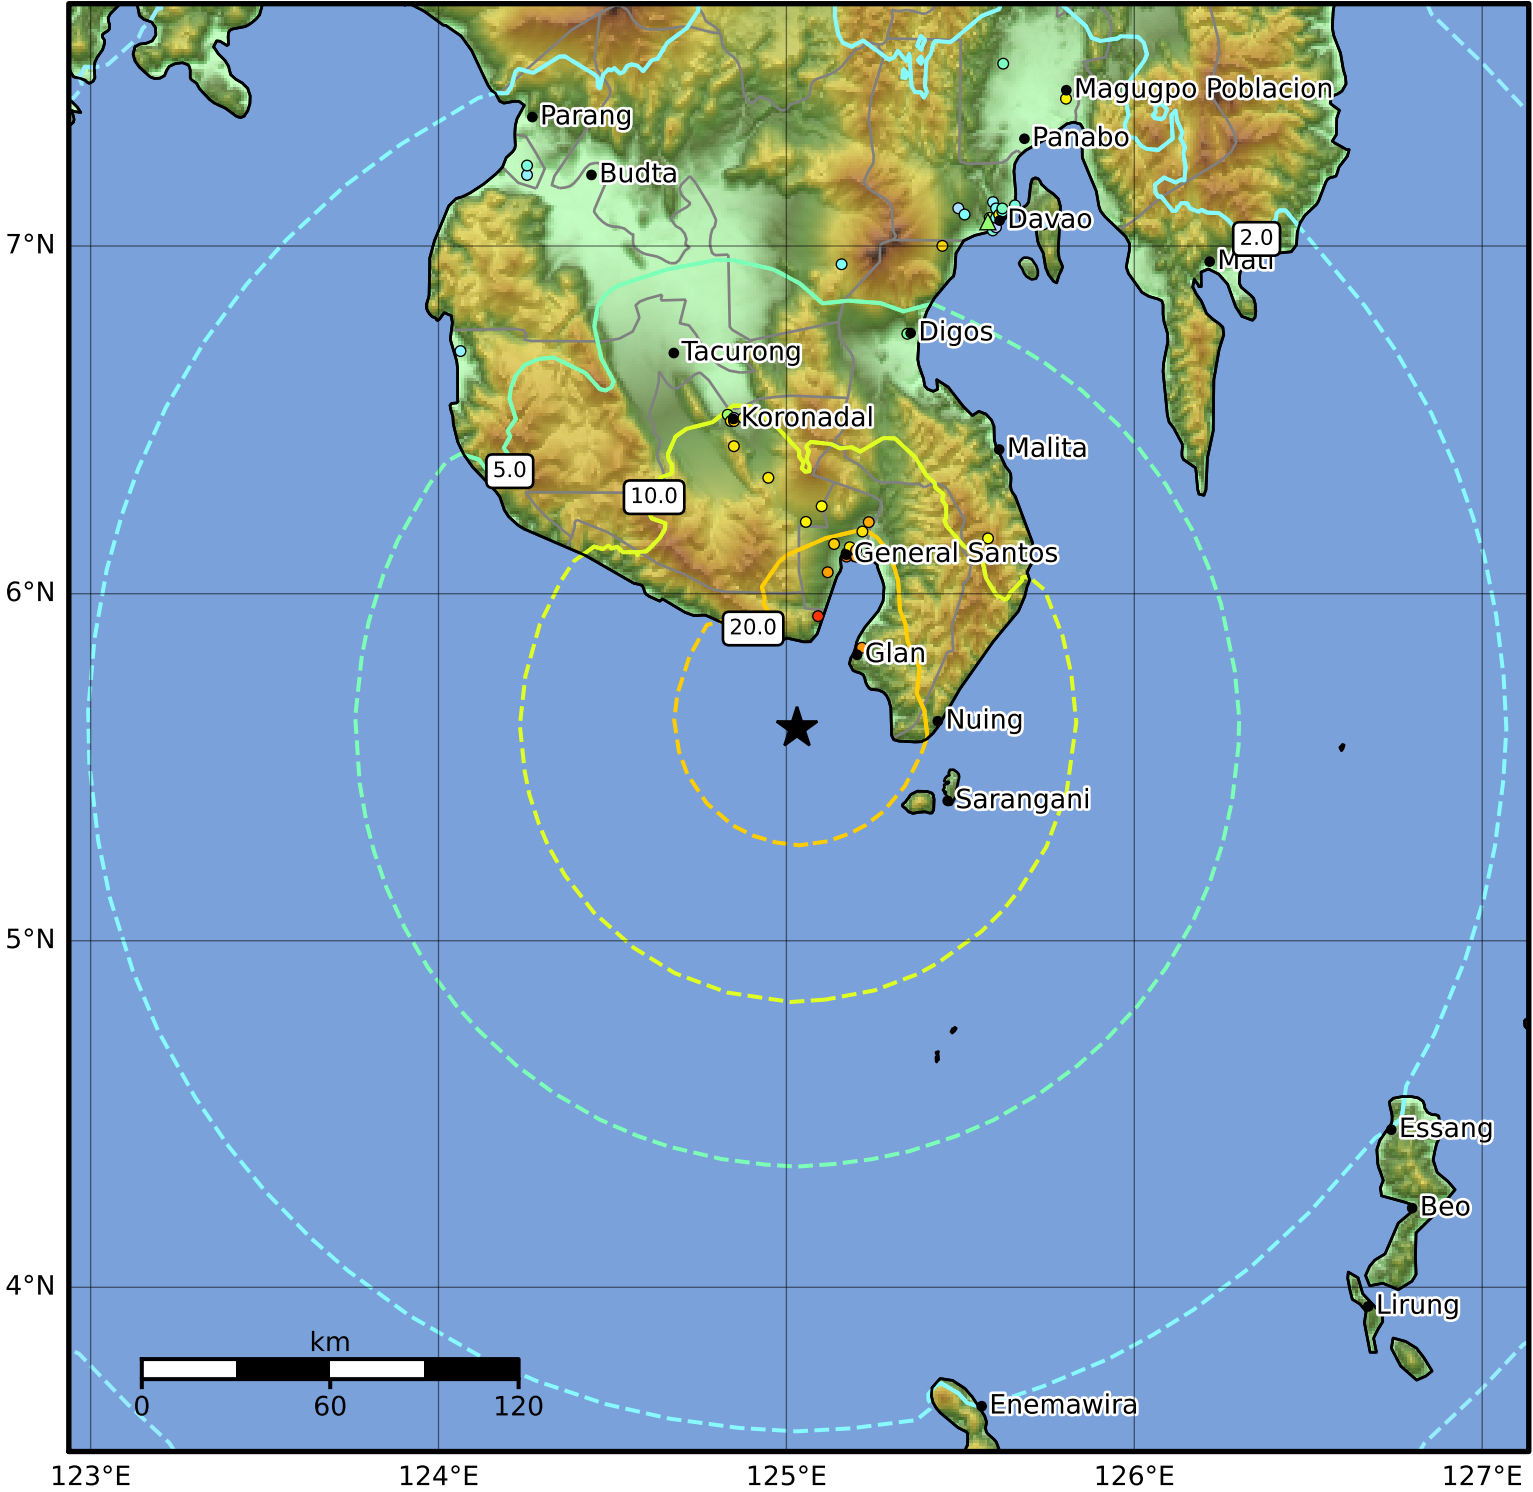 Magugpo Poblacion
Parang
Panabo
Budta
Davao
7°N
2.0
Mati
Digos
Tacurong
Koronadal
Malita
5.0
10.0
General Santos
6°N
20.0
Glan
Nuing
Sarangani
5°N
Essang
Beo
4°N
Lirung
km
0 60 120
Enemawira
123°E 124°E 125°E 126°E 127°E